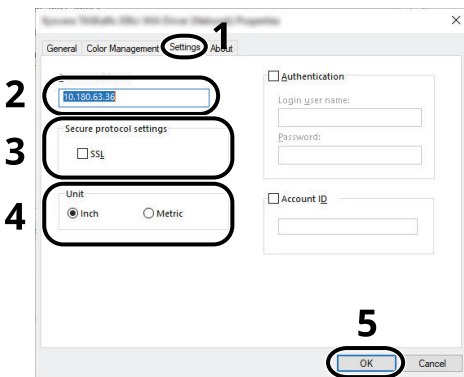 1
General Color Management Settings About
2
10.180.63.36
Authentication
Login user name:
Password:
3
Secure protocol settings
SSL
4
Unit
Inch Metric
Account ID
5
OK Cancel